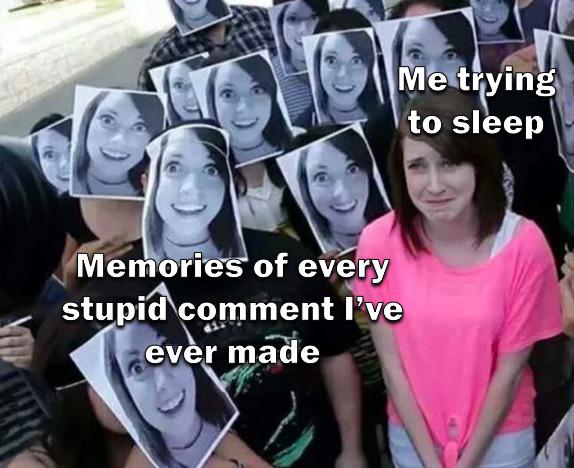 Me trying
to sleep
Memories of every
stupid comment I've
ever made